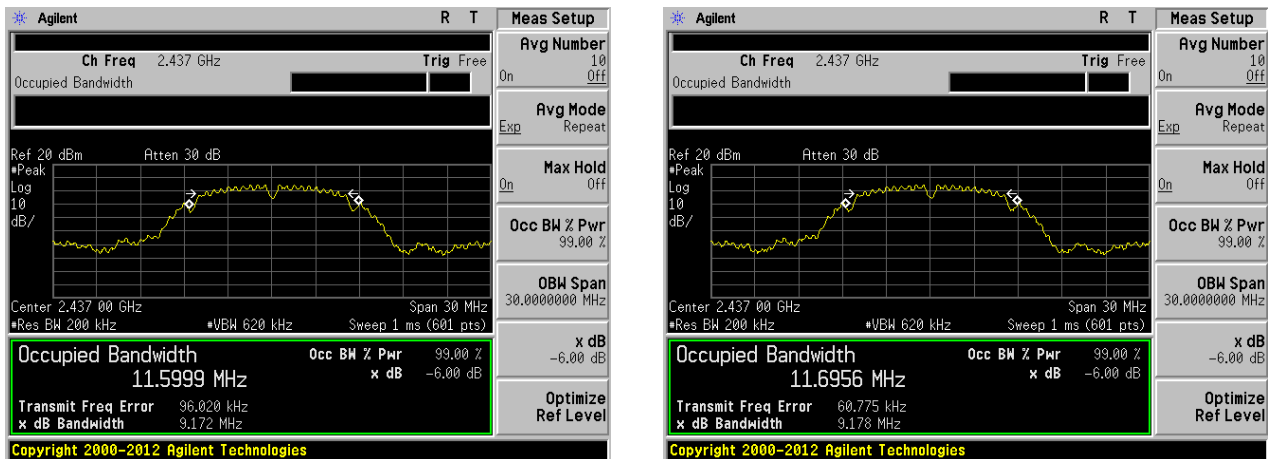 Agilent R T Meas Setup
Ch Freq 2.437 GHz Trig Free
Occupied Bandwidth
Ref 20 dBm Atten 30 dB
#Peak
Log
10
dB/
Center 2.437 00 GHz Span 30 MHz
#Res BW 200 kHz #VBW 620 kHz Sweep 1 ms (601 pts)
Occupied Bandwidth Occ BW % Pwr 99.00 %
11.5999 MHz x dB -6.00 dB
Transmit Freq Error 96.020 kHz
x dB Bandwidth 9.172 MHz
Copyright 2000-2012 Agilent Technologies
Avg Number
10
On Off
Avg Mode
Exp Repeat
Max Hold
On Off
Occ BW % Pwr
99.00 %
OBW Span
30.0000000 MHz
x dB
-6.00 dB
Optimize
Ref Level
Agilent R T Meas Setup
Ch Freq 2.437 GHz Trig Free
Occupied Bandwidth
Ref 20 dBm Atten 30 dB
#Peak
Log
10
dB/
Center 2.437 00 GHz Span 30 MHz
#Res BW 200 kHz #VBW 620 kHz Sweep 1 ms (601 pts)
Occupied Bandwidth Occ BW % Pwr 99.00 %
11.6956 MHz x dB -6.00 dB
Transmit Freq Error 60.775 kHz
x dB Bandwidth 9.178 MHz
Copyright 2000-2012 Agilent Technologies
Avg Number
10
On Off
Avg Mode
Exp Repeat
Max Hold
On Off
Occ BW % Pwr
99.00 %
OBW Span
30.0000000 MHz
x dB
-6.00 dB
Optimize
Ref Level